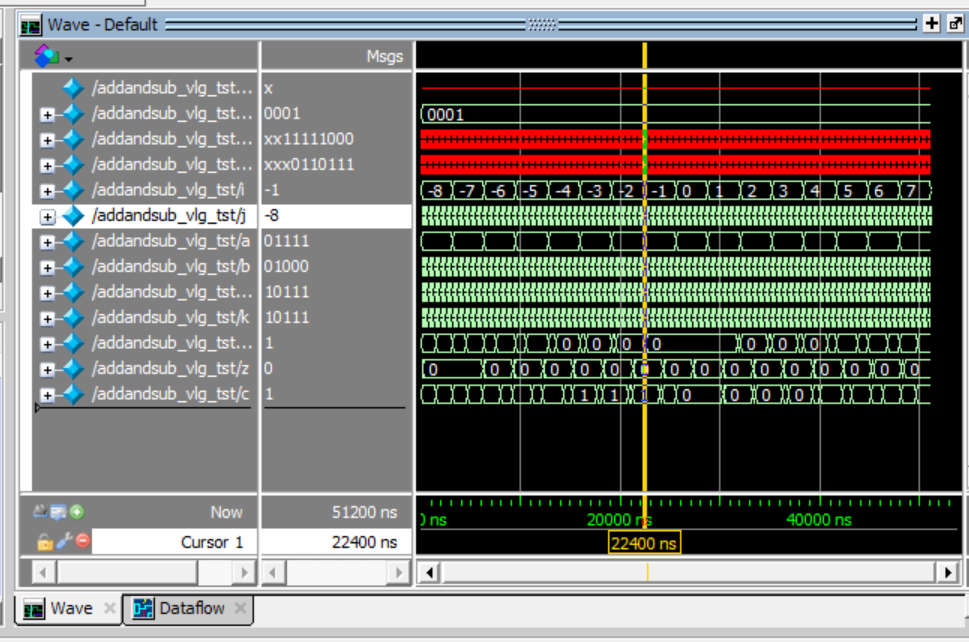 Wave - Default
Msgs
/addandsub_vlg_tst... x
/addandsub_vlg_tst... 0001 0001
/addandsub_vlg_tst... xx11111000
/addandsub_vlg_tst... xxx0110111
/addandsub_vlg_tst/i -1 -8 -7 -6 -5 -4 -3 -2 -1 0 1 2 3 4 5 6 7
/addandsub_vlg_tst/j -8
/addandsub_vlg_tst/a 01111
/addandsub_vlg_tst/b 01000
/addandsub_vlg_tst... 10111
/addandsub_vlg_tst/k 10111
/addandsub_vlg_tst... 1 0 0 0 0 0 0 0
/addandsub_vlg_tst/z 0 0 0 0 0 0 0 0 0 0 0 0 0 0 0 0
/addandsub_vlg_tst/c 1 1 1 1 0 0 0 0
Now 51200 ns
ns 20000 ns 40000 ns
Cursor 1 22400 ns 22400 ns
Wave Dataflow